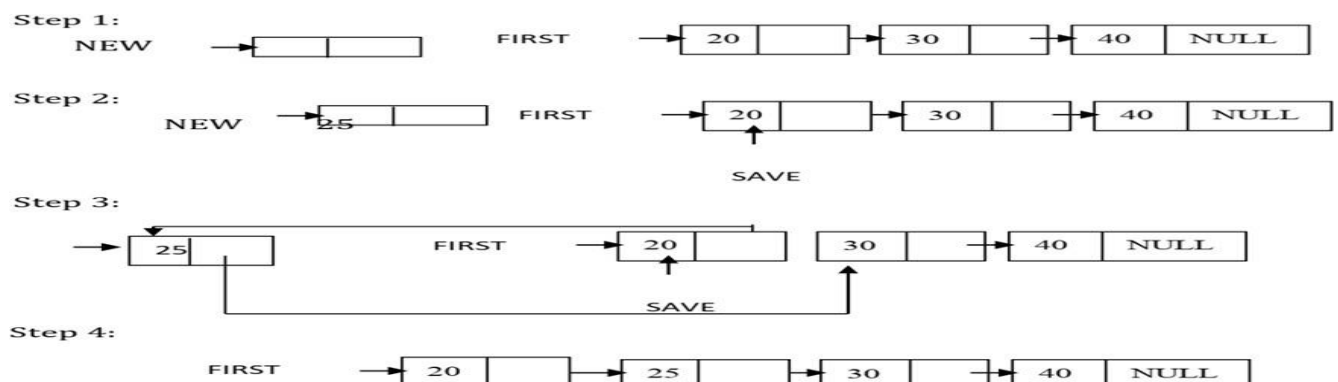 Step 1:
NEW FIRST 20 30 40 NULL
Step 2:
NEW 25 FIRST 20 30 40 NULL
SAVE
Step 3:
25 FIRST 20 30 40 NULL
SAVE
Step 4:
FIRST 20 25 30 40 NULL